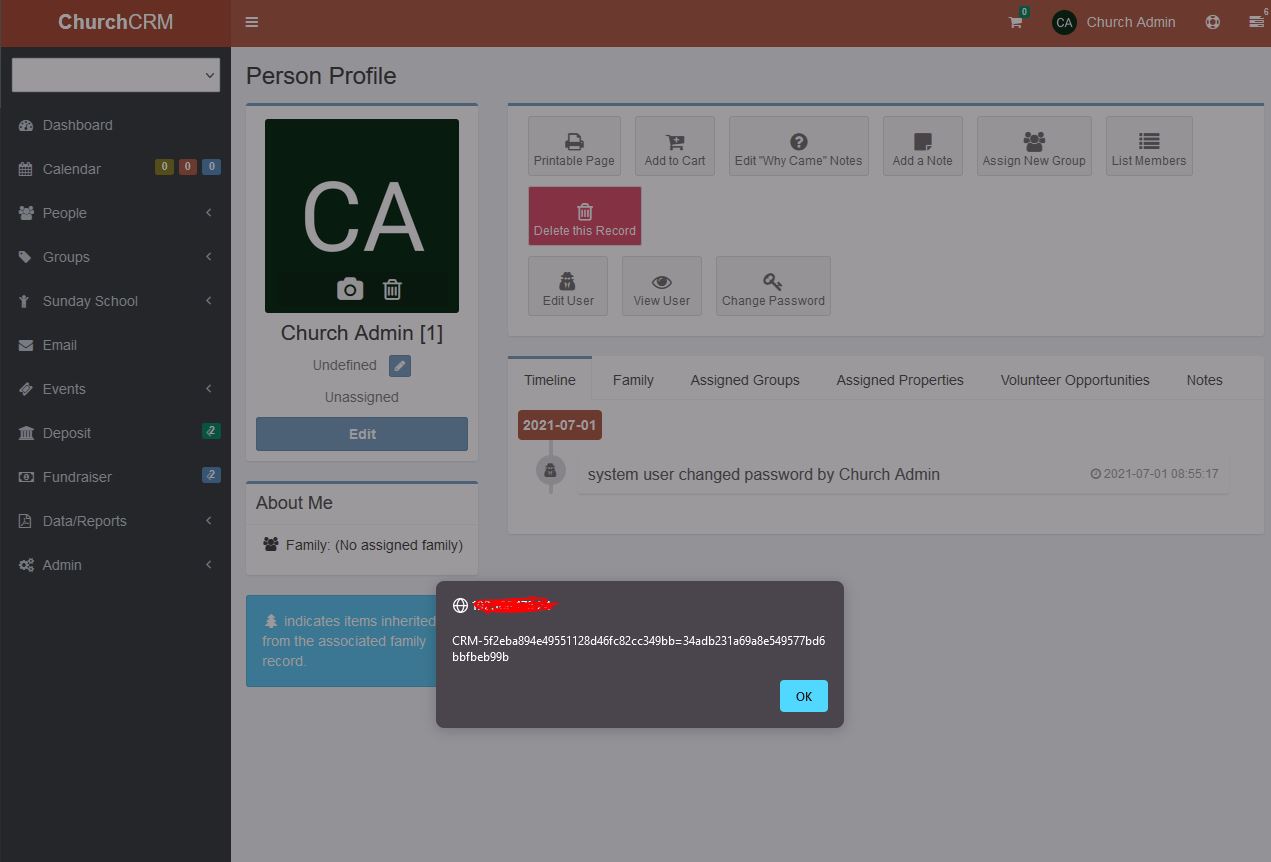 ChurchCRM
0
CA Church Admin
6
Person Profile
Dashboard
Calendar 0 0 0
People
Groups
Sunday School
Email
Events
Deposit 2
Fundraiser 2
Data/Reports
Admin
CA
Church Admin [1]
Undefined
Unassigned
Edit
About Me
Family: (No assigned family)
indicates items inherited
from the associated family
record.
Printable Page
Add to Cart
Edit "Why Came" Notes
Add a Note
Assign New Group
List Members
Delete this Record
Edit User
View User
Change Password
Timeline
Family
Assigned Groups
Assigned Properties
Volunteer Opportunities
Notes
2021-07-01
system user changed password by Church Admin
2021-07-01 08:55:17
CRM-5f2eba894e49551128d46fc82cc349bb=34adb231a69a8e549577bd6
bbfbeb99b
OK